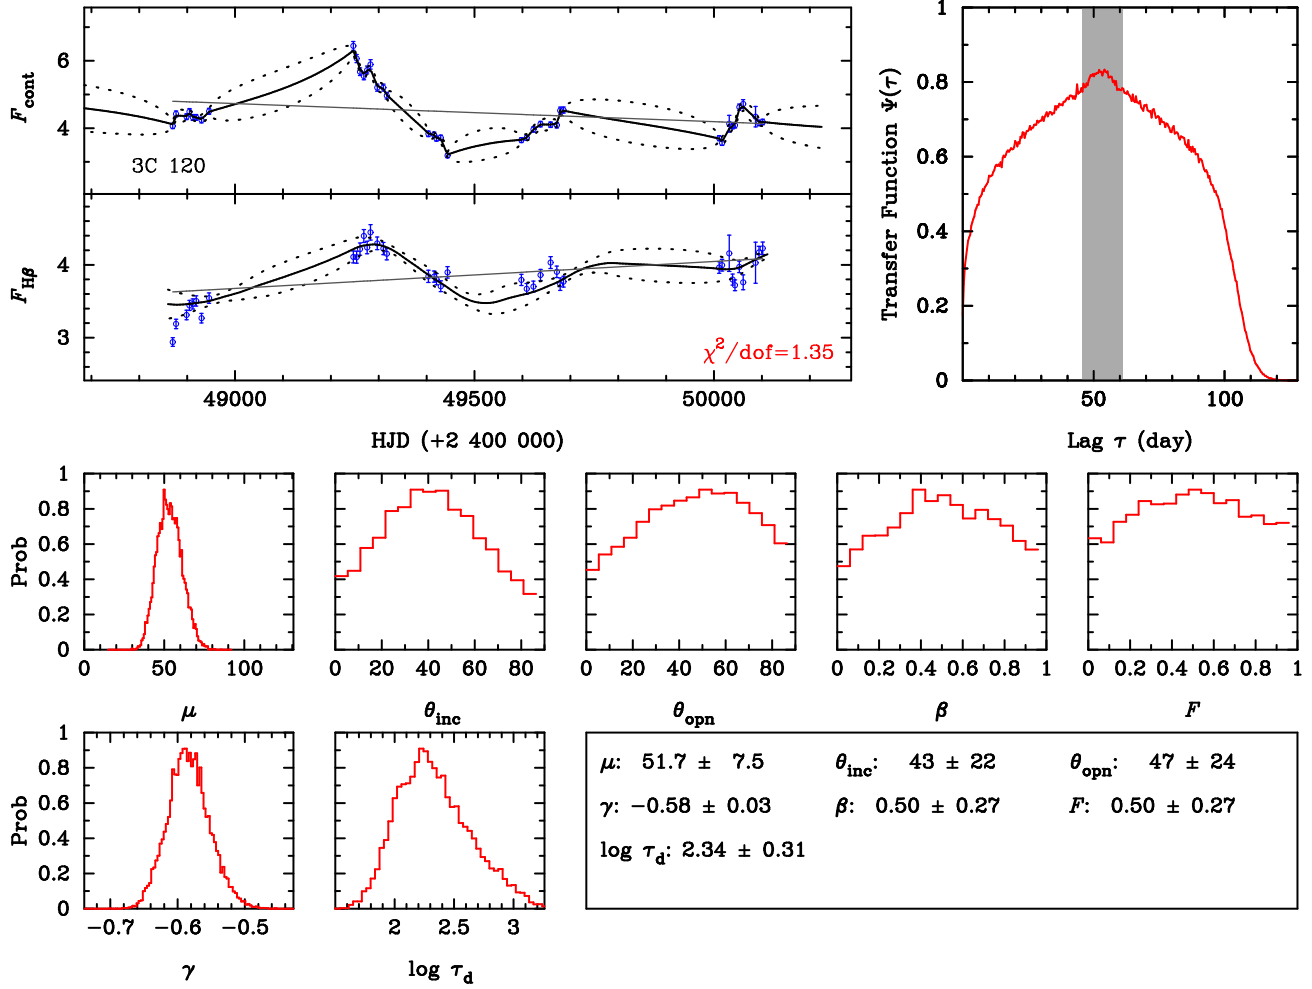 6
4
F_cont
3C 120
4
3
F_Hβ
χ²/dof=1.35
49000 49500 50000
HJD (+2 400 000)
1
0.8
0.6
0.4
0.2
0
Transfer Function Ψ(τ)
50 100
Lag τ (day)
1
0.8
0.6
0.4
0.2
0
Prob
0 50 100
μ
0 20 40 60 80
θ_inc
0 20 40 60 80
θ_opn
0 0.2 0.4 0.6 0.8 1
β
0 0.2 0.4 0.6 0.8 1
F
1
0.8
0.6
0.4
0.2
0
Prob
−0.7 −0.6 −0.5
γ
2 2.5 3
log τ_d
μ: 51.7 ± 7.5 θ_inc: 43 ± 22 θ_opn: 47 ± 24
γ: −0.58 ± 0.03 β: 0.50 ± 0.27 F: 0.50 ± 0.27
log τ_d: 2.34 ± 0.31